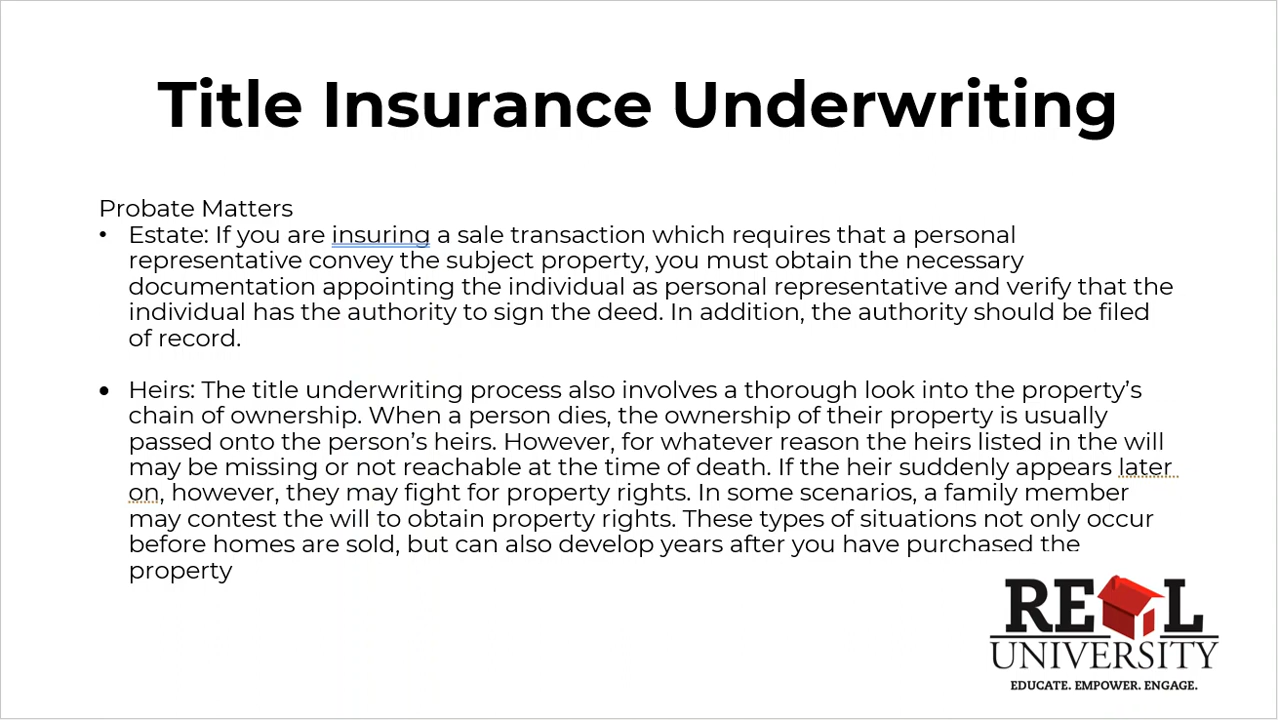 Title Insurance Underwriting
Probate Matters
• Estate: If you are insuring a sale transaction which requires that a personal
representative convey the subject property, you must obtain the necessary
documentation appointing the individual as personal representative and verify that the
individual has the authority to sign the deed. In addition, the authority should be filed
of record.
• Heirs: The title underwriting process also involves a thorough look into the property’s
chain of ownership. When a person dies, the ownership of their property is usually
passed onto the person’s heirs. However, for whatever reason the heirs listed in the will
may be missing or not reachable at the time of death. If the heir suddenly appears later
on, however, they may fight for property rights. In some scenarios, a family member
may contest the will to obtain property rights. These types of situations not only occur
before homes are sold, but can also develop years after you have purchased the
property
REAL
UNIVERSITY
EDUCATE. EMPOWER. ENGAGE.